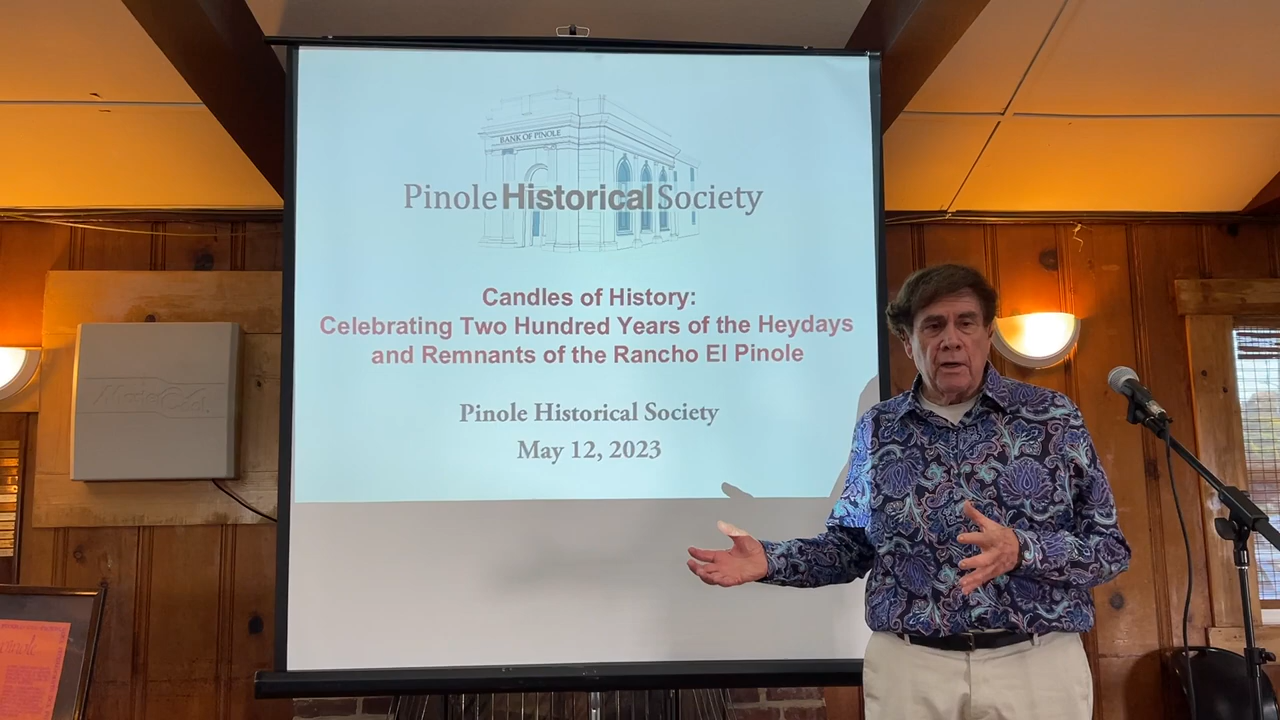 BANK OF PINOLE
Pinole Historical Society
Candles of History:
Celebrating Two Hundred Years of the Heydays
and Remnants of the Rancho El Pinole
Pinole Historical Society
May 12, 2023